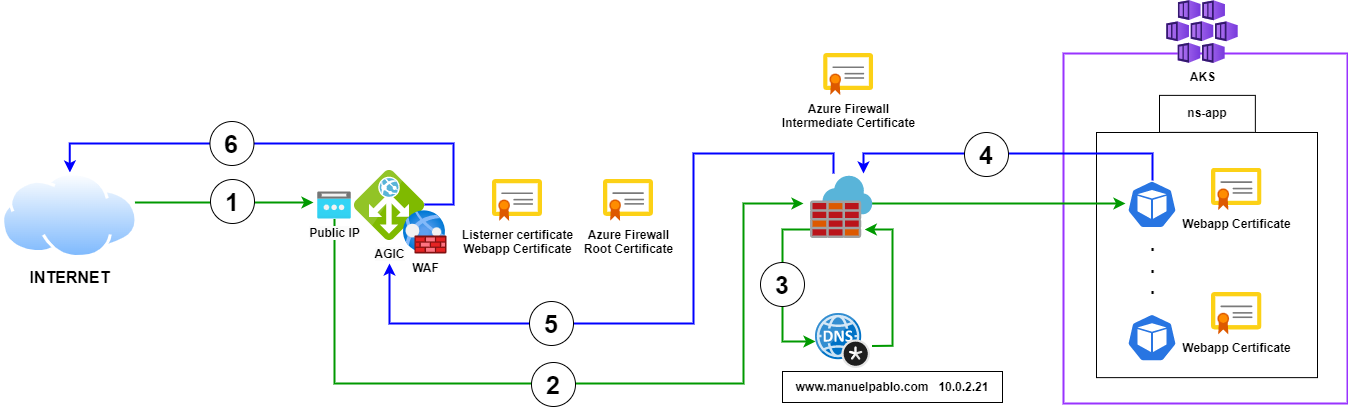 AKS
Azure Firewall
Intermediate Certificate
ns-app
6
4
1
Public IP
AGIC
WAF
Listerner certificate
Webapp Certificate
Azure Firewall
Root Certificate
Webapp Certificate
INTERNET
3
5
DNS
*
Webapp Certificate
2
www.manuelpablo.com 10.0.2.21